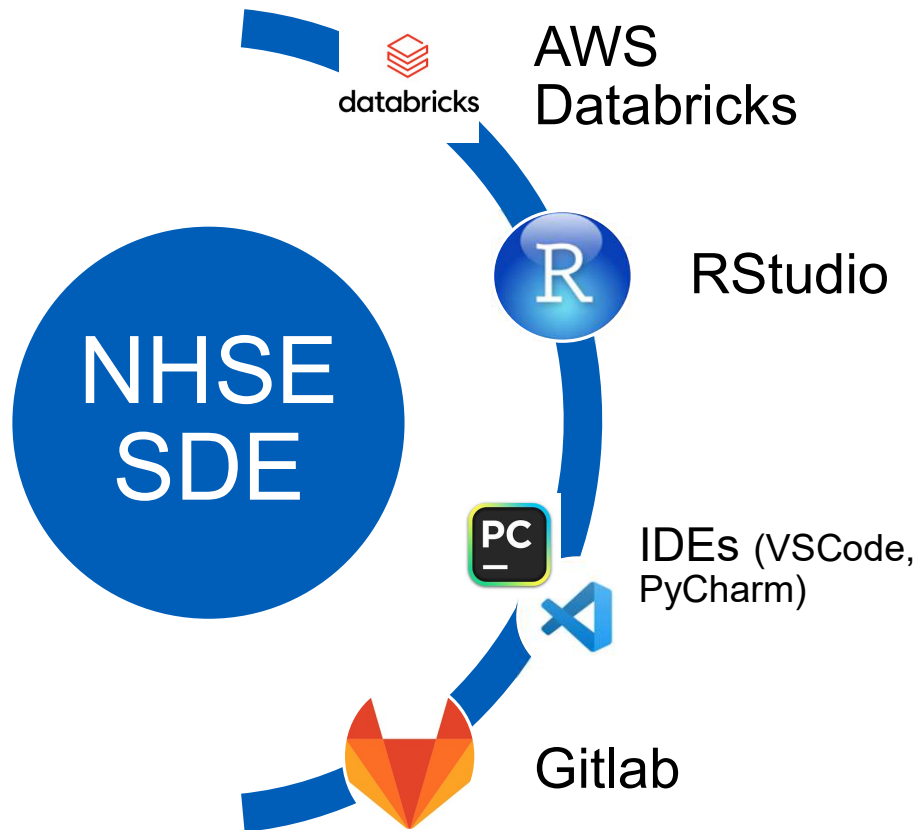 AWS
Databricks
databricks
R
RStudio
NHSE
SDE
PC
IDEs (VSCode,
PyCharm)
Gitlab